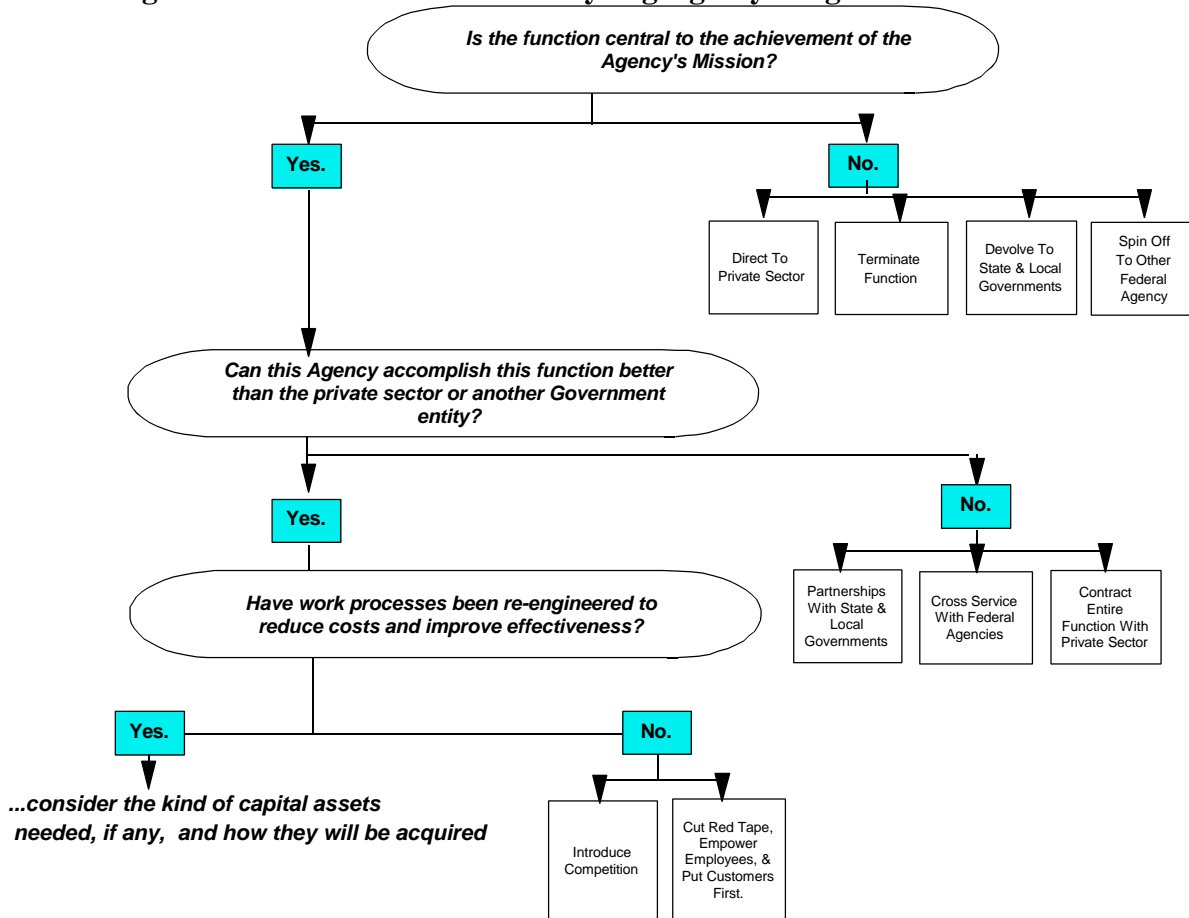 Is the function central to the achievement of the
Agency's Mission?
Yes.
No.
Direct To
Private Sector
Terminate
Function
Devolve To
State & Local
Governments
Spin Off
To Other
Federal
Agency
Can this Agency accomplish this function better
than the private sector or another Government
entity?
Yes.
No.
Partnerships
With State &
Local
Governments
Cross Service
With Federal
Agencies
Contract
Entire
Function With
Private Sector
Have work processes been re-engineered to
reduce costs and improve effectiveness?
Yes.
No.
...consider the kind of capital assets
needed, if any, and how they will be acquired
Introduce
Competition
Cut Red Tape,
Empower
Employees, &
Put Customers
First.